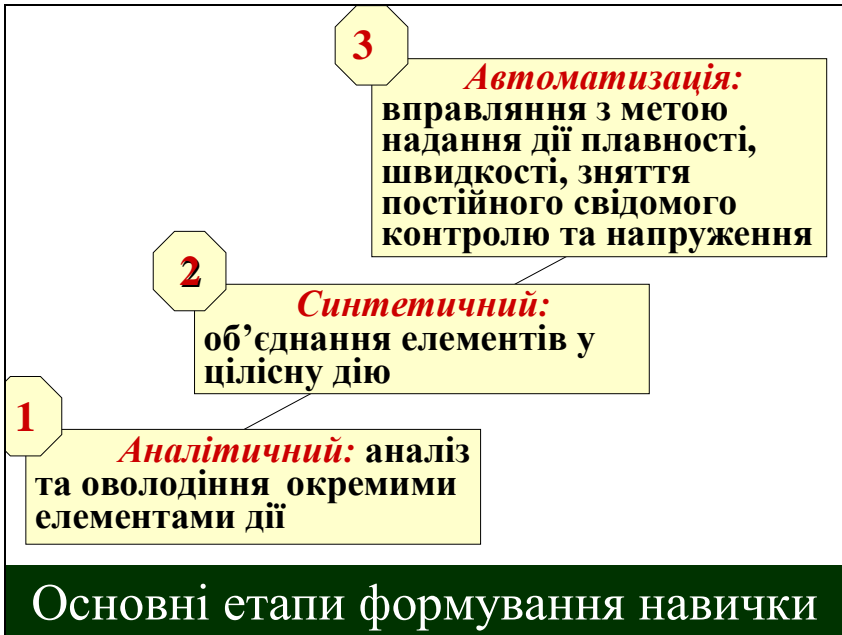 3
Автоматизація:
вправляння з метою
надання дії плавності,
швидкості, зняття
постійного свідомого
контролю та напруження
2
Синтетичний:
об’єднання елементів у
цілісну дію
1
Аналітичний: аналіз
та оволодіння окремими
елементами дії
Основні етапи формування навички